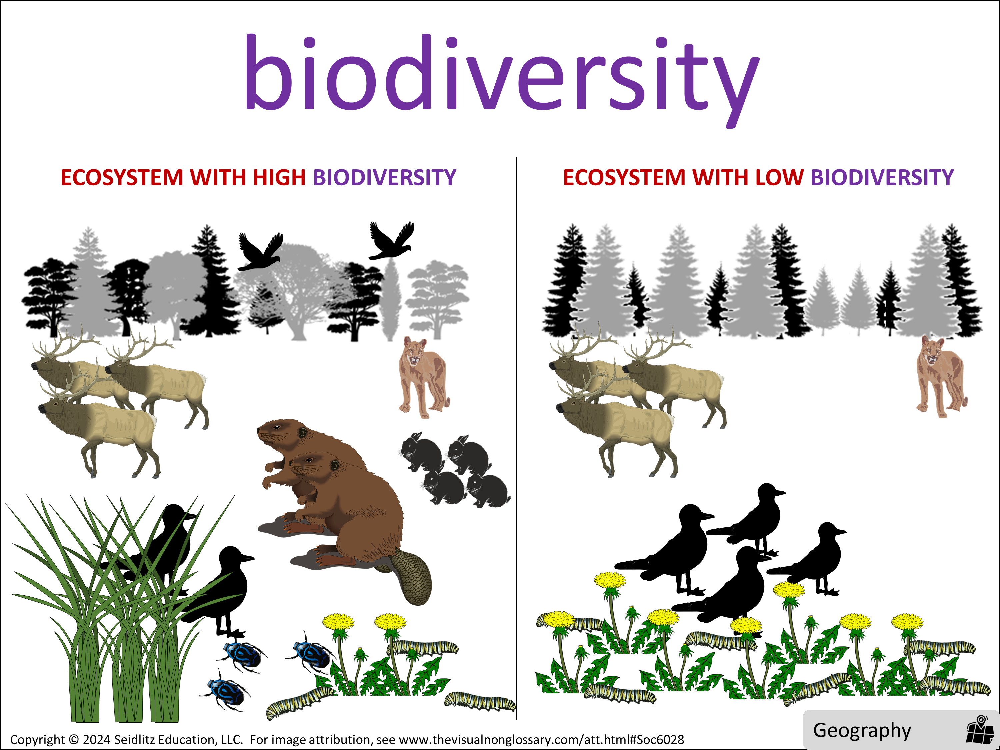 biodiversity
ECOSYSTEM WITH HIGH BIODIVERSITY
ECOSYSTEM WITH LOW BIODIVERSITY
Geography
Copyright © 2024 Seidlitz Education, LLC.  For image attribution, see www.thevisualnonglossary.com/att.html#Soc6028